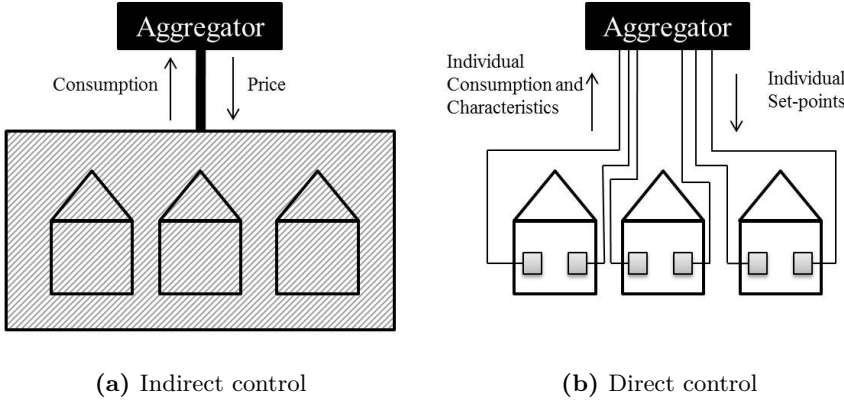 Aggregator
Consumption
Price
(a) Indirect control
Aggregator
Individual
Consumption and
Characteristics
Individual
Set-points
(b) Direct control